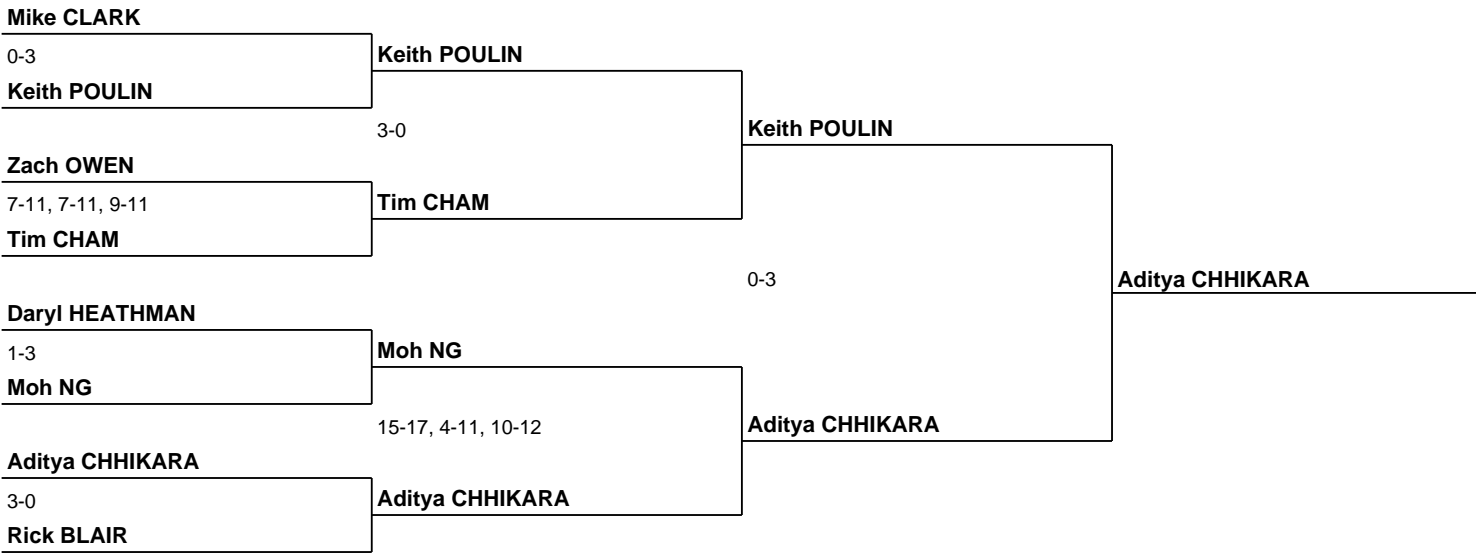 Mike CLARK
0-3
Keith POULIN
Keith POULIN
3-0
Keith POULIN
Zach OWEN
7-11, 7-11, 9-11
Tim CHAM
Tim CHAM
0-3
Aditya CHHIKARA
Daryl HEATHMAN
1-3
Moh NG
Moh NG
15-17, 4-11, 10-12
Aditya CHHIKARA
Aditya CHHIKARA
3-0
Aditya CHHIKARA
Rick BLAIR